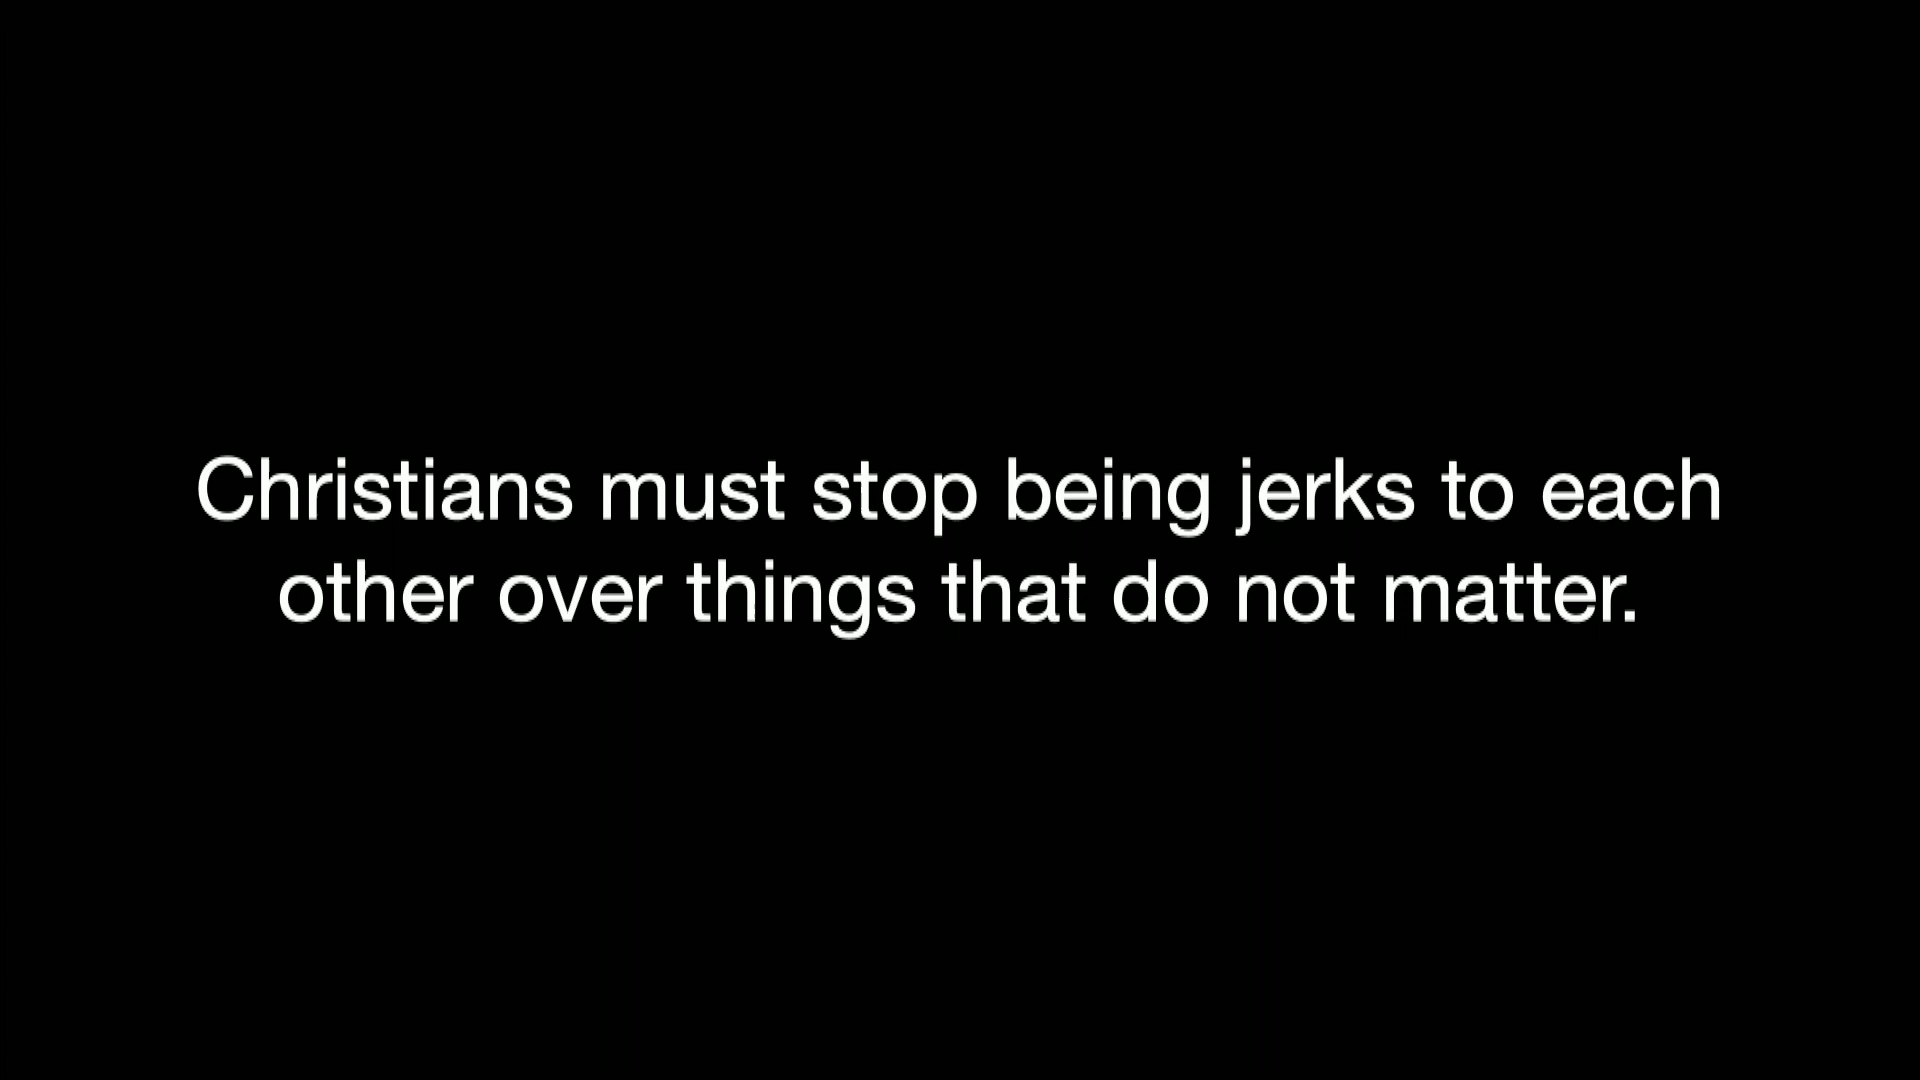 Christians must stop being jerks to each
other over things that do not matter.